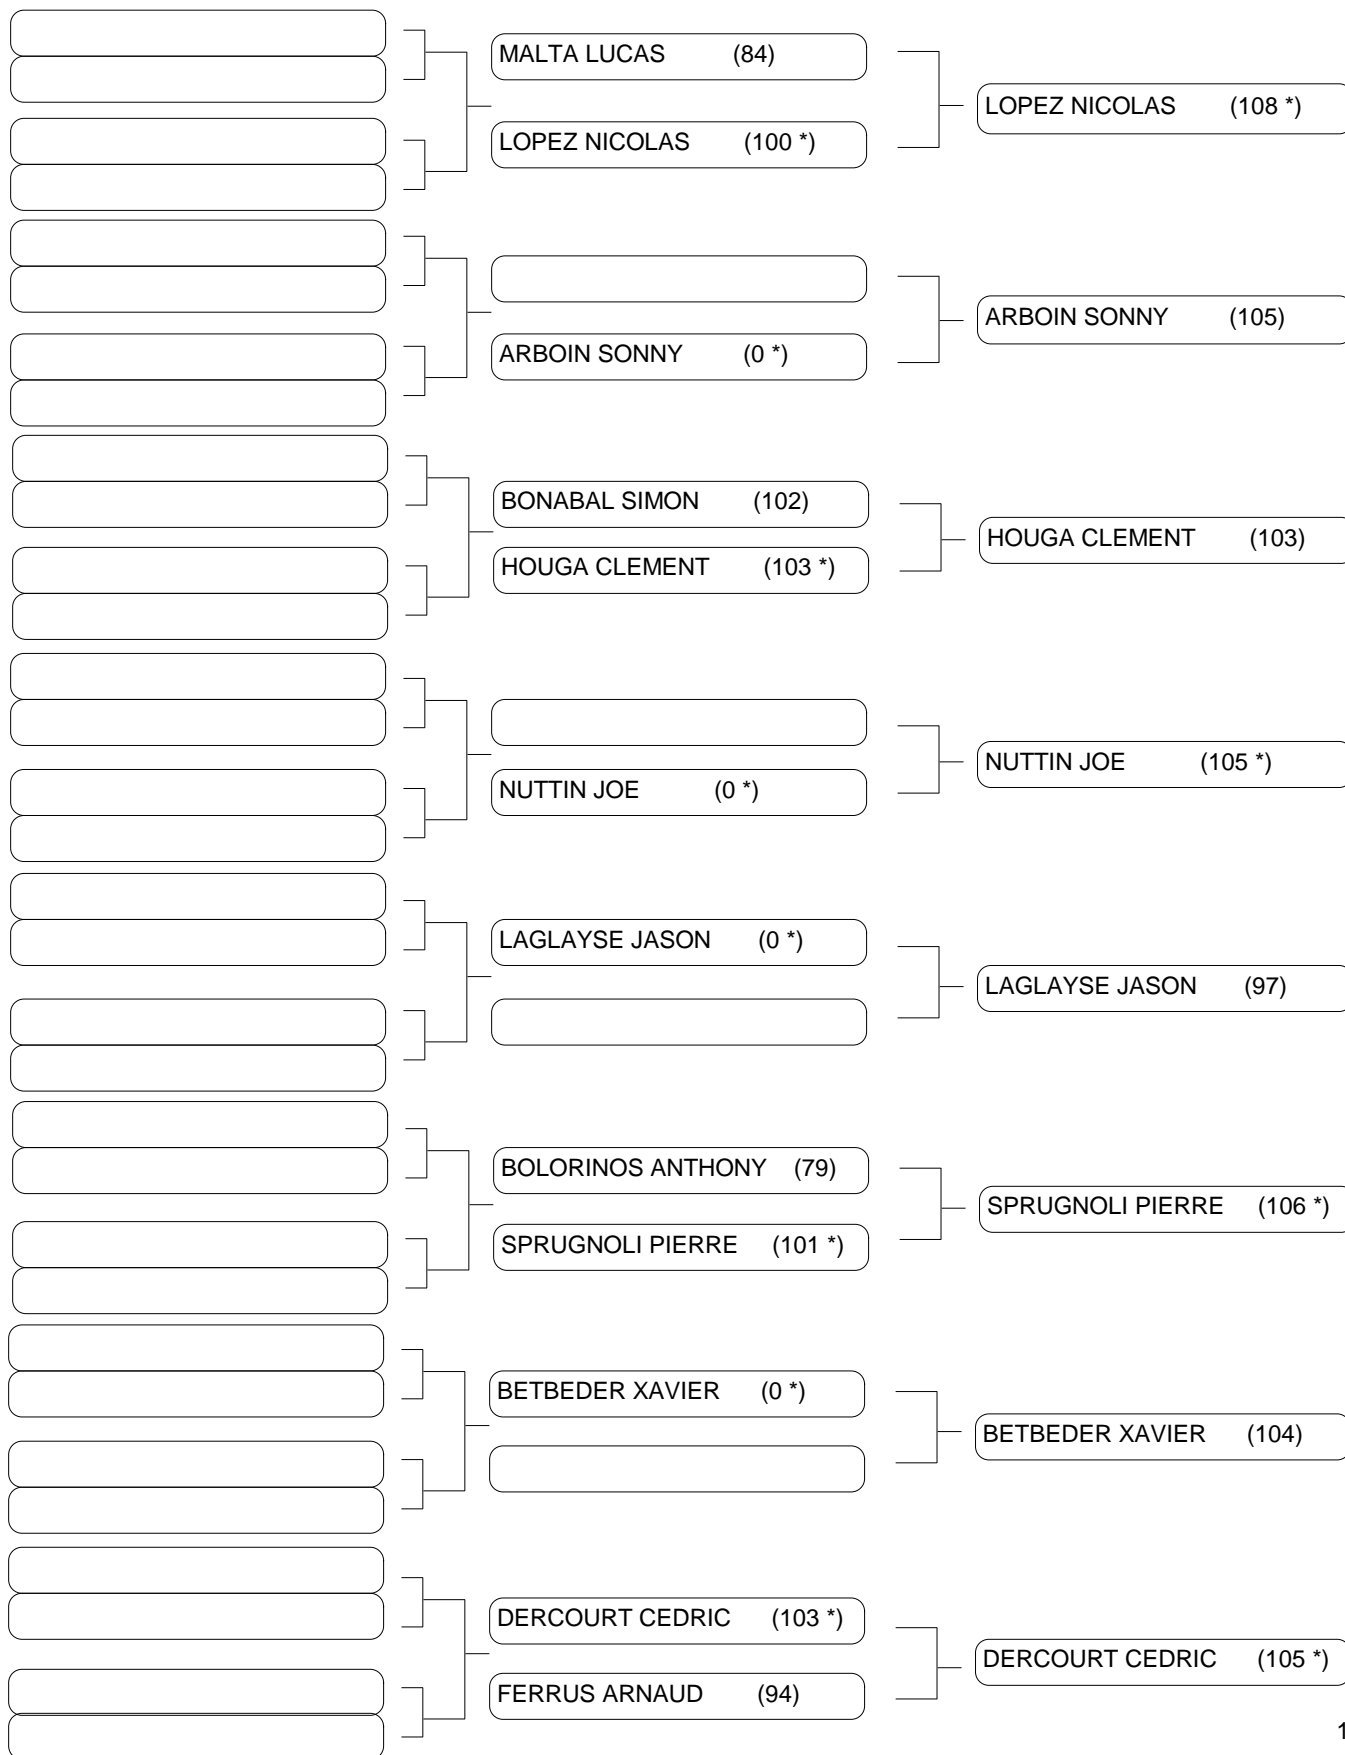 MALTA LUCAS (84)
LOPEZ NICOLAS (108 *)
LOPEZ NICOLAS (100 *)
ARBOIN SONNY (105)
ARBOIN SONNY (0 *)
BONABAL SIMON (102)
HOUGA CLEMENT (103)
HOUGA CLEMENT (103 *)
NUTTIN JOE (105 *)
NUTTIN JOE (0 *)
LAGLAYSE JASON (0 *)
LAGLAYSE JASON (97)
BOLORINOS ANTHONY (79)
SPRUGNOLI PIERRE (106 *)
SPRUGNOLI PIERRE (101 *)
BETBEDER XAVIER (0 *)
BETBEDER XAVIER (104)
DERCOURT CEDRIC (103 *)
DERCOURT CEDRIC (105 *)
FERRUS ARNAUD (94)
1